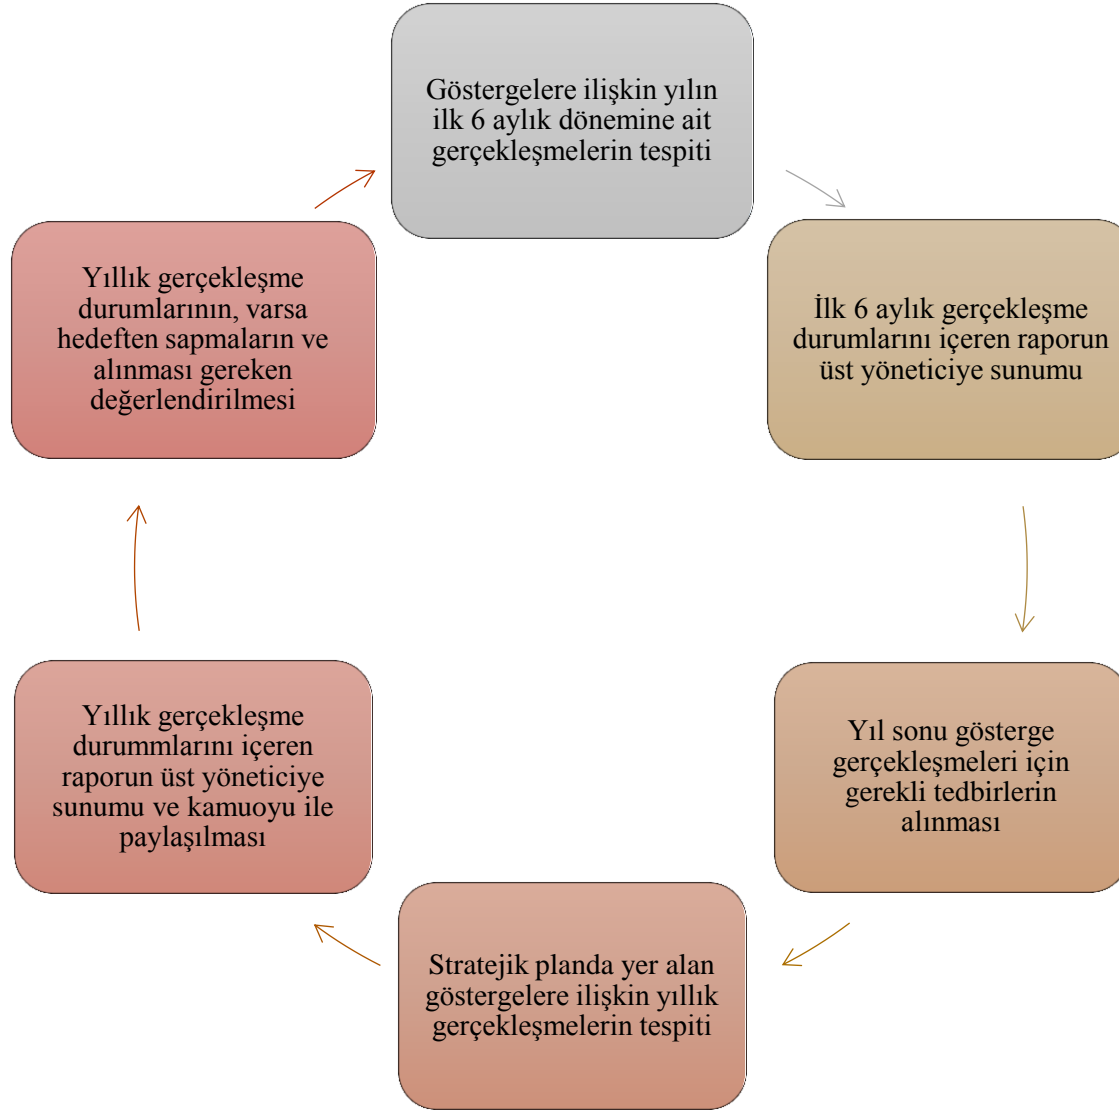 Göstergelere ilişkin yılın
ilk 6 aylık dönemine ait
gerçekleşmelerin tespiti
İlk 6 aylık gerçekleşme
durumlarını içeren raporun
üst yöneticiye sunumu
Yıl sonu gösterge
gerçekleşmeleri için
gerekli tedbirlerin
alınması
Stratejik planda yer alan
göstergelere ilişkin yıllık
gerçekleşmelerin tespiti
Yıllık gerçekleşme
durummlarını içeren
raporun üst yöneticiye
sunumu ve kamuoyu ile
paylaşılması
Yıllık gerçekleşme
durumlarının, varsa
hedeften sapmaların ve
alınması gereken
değerlendirilmesi